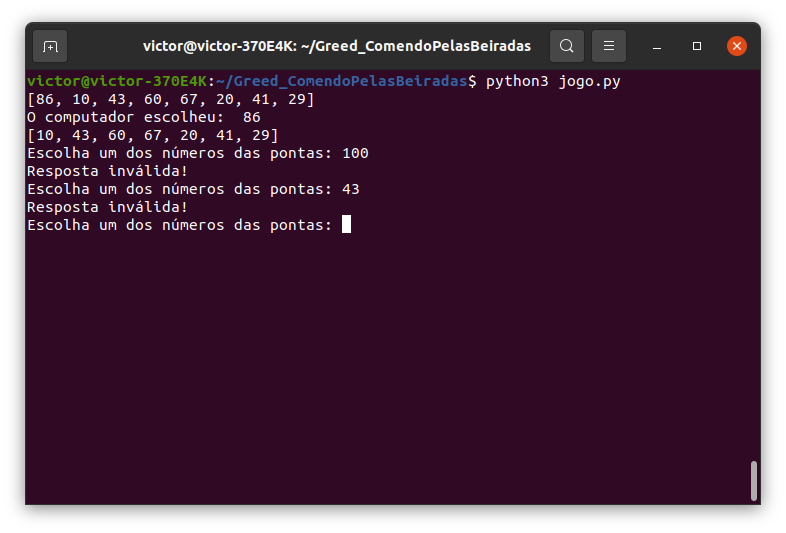 victor@victor-370E4K: ~/Greed_ComendoPelasBeiradas
victor@victor-370E4K:~/Greed_ComendoPelasBeiradas$ python3 jogo.py
[86, 10, 43, 60, 67, 20, 41, 29]
O computador escolheu:  86
[10, 43, 60, 67, 20, 41, 29]
Escolha um dos números das pontas: 100
Resposta inválida!
Escolha um dos números das pontas: 43
Resposta inválida!
Escolha um dos números das pontas: